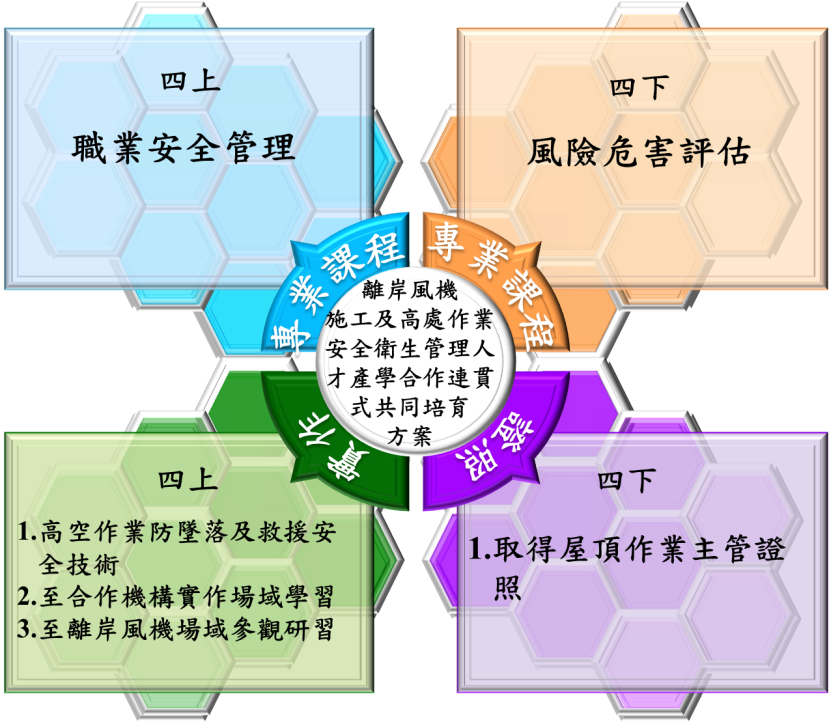 四上
職業安全管理
四下
風險危害評估
專業課程
專業課程
離岸風機
施工及高處作業
安全衛生管理人
才產學合作連貫
式共同培育
方案
實作
證照
四上
1.高空作業防墜落及救援安
全技術
2.至合作機構實作場域學習
3.至離岸風機場域參觀研習
四下
1.取得屋頂作業主管證
照